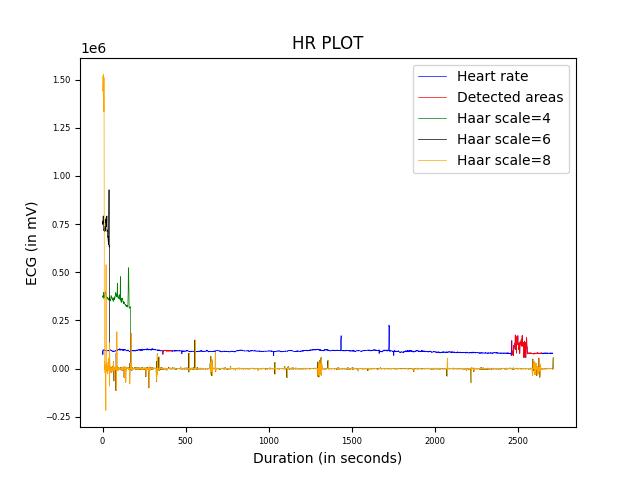 HR PLOT
1e6
1.50
1.25
1.00
0.75
0.50
0.25
0.00
−0.25
ECG (in mV)
Heart rate
Detected areas
Haar scale=4
Haar scale=6
Haar scale=8
0 500 1000 1500 2000 2500
Duration (in seconds)